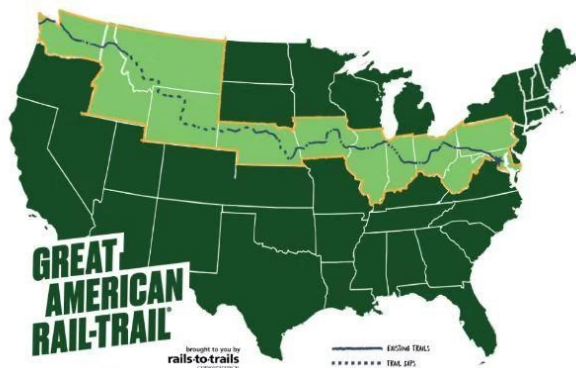 GREAT
AMERICAN
RAIL-TRAIL®
brought to you by
rails-to-trails
EXISTING TRAILS
TRAIL GAPS